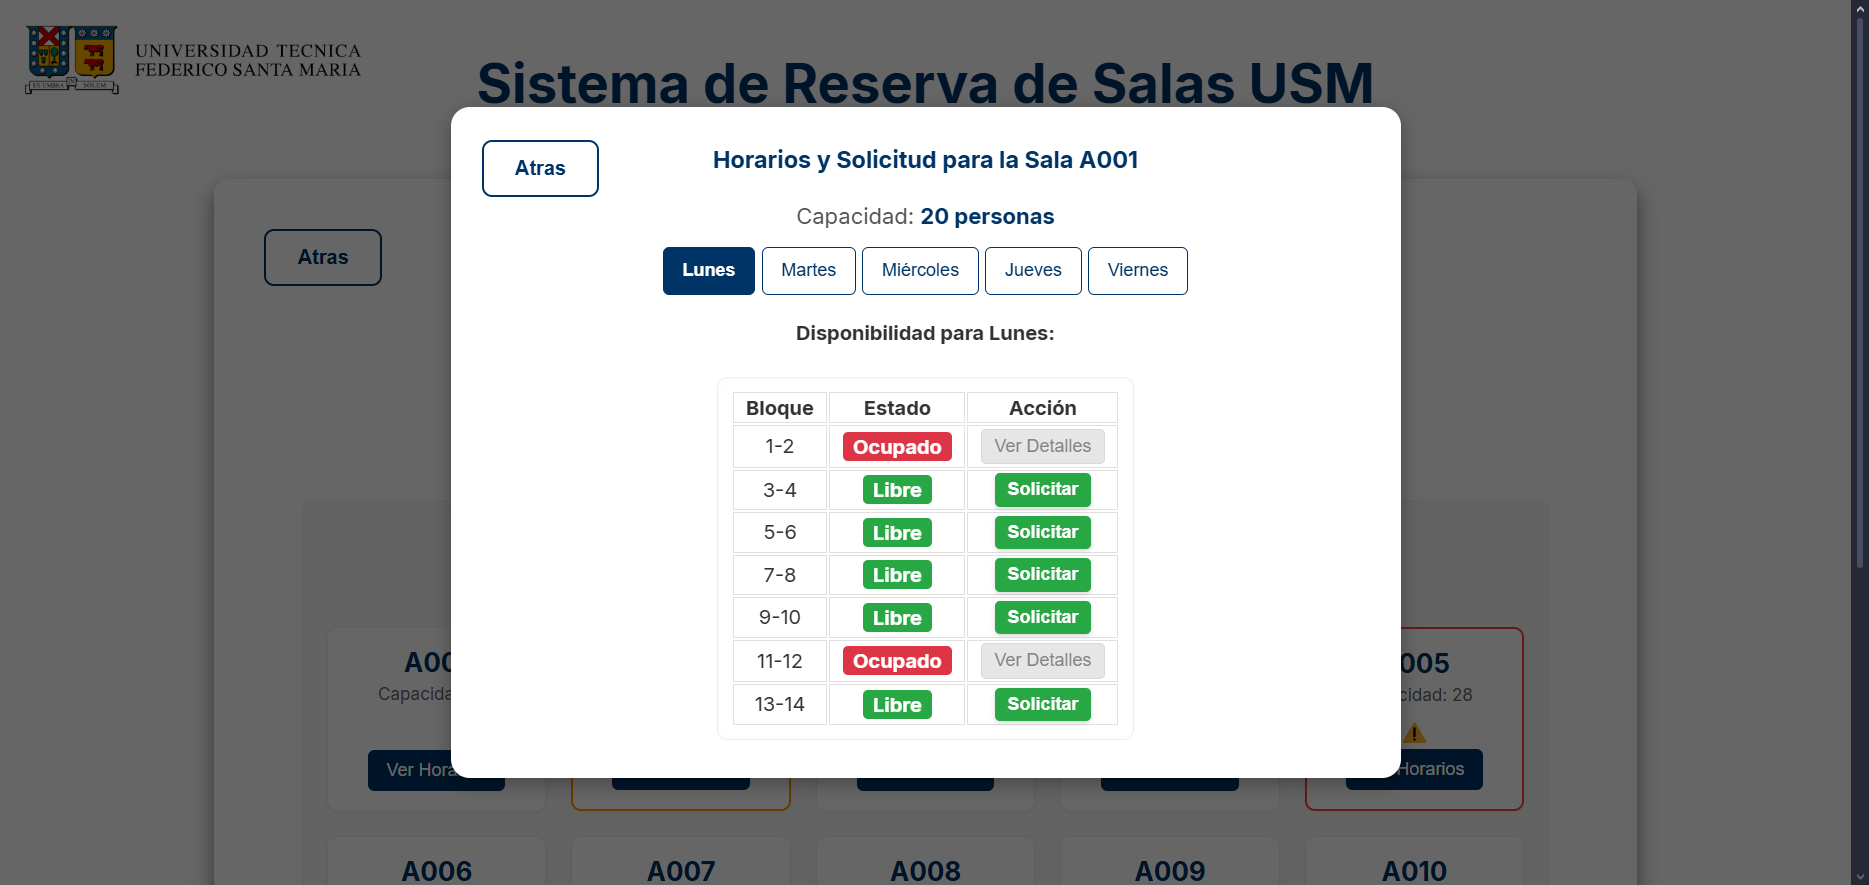 UNIVERSIDAD TECNICA
FEDERICO SANTA MARIA
EX UMBRA IN SOLEM
Sistema de Reserva de Salas USM
Atras
Atras
Horarios y Solicitud para la Sala A001
Capacidad: 20 personas
Lunes Martes Miércoles Jueves Viernes
Disponibilidad para Lunes:
Bloque Estado Acción
1-2 Ocupado Ver Detalles
3-4 Libre Solicitar
5-6 Libre Solicitar
7-8 Libre Solicitar
9-10 Libre Solicitar
11-12 Ocupado Ver Detalles
13-14 Libre Solicitar
A00
Capacida
Ver Hora
005
cidad: 28
Horarios
A006 A007 A008 A009 A010